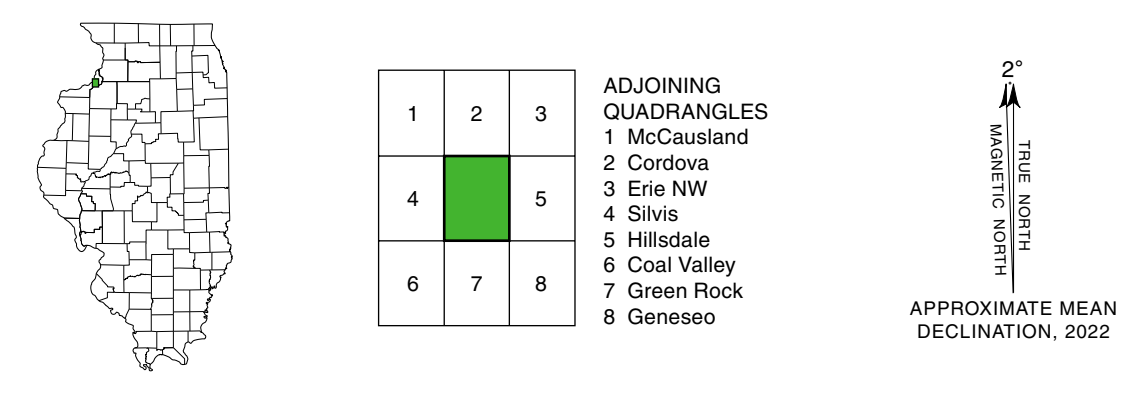 1 2 3
4 5
6 7 8
ADJOINING
QUADRANGLES
1 McCausland
2 Cordova
3 Erie NW
4 Silvis
5 Hillsdale
6 Coal Valley
7 Green Rock
8 Geneseo
2°
MAGNETIC NORTH
TRUE NORTH
APPROXIMATE MEAN
DECLINATION, 2022